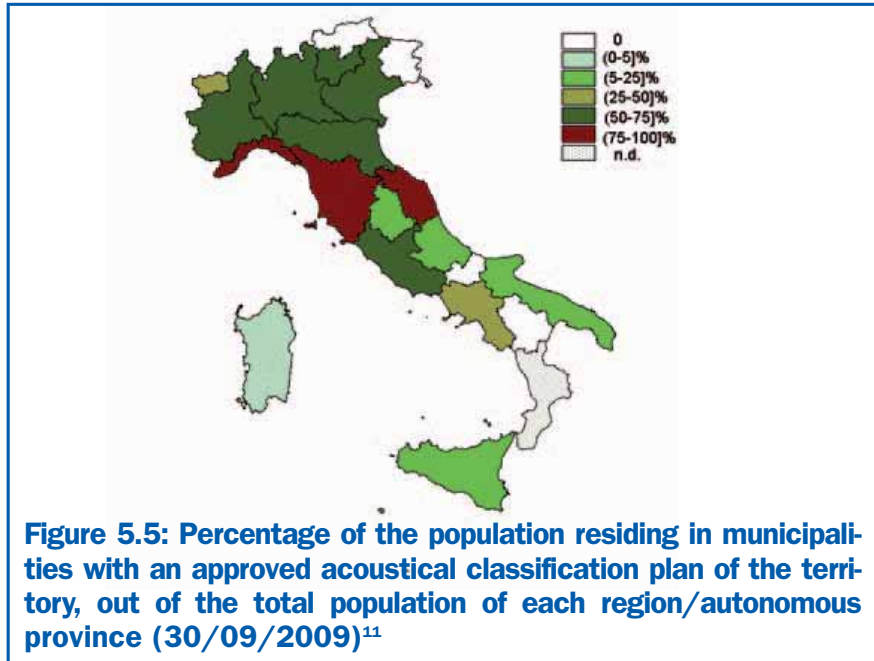 0
(0-5]%
(5-25]%
(25-50]%
(50-75]%
(75-100]%
n.d.
Figure 5.5: Percentage of the population residing in municipali-
ties with an approved acoustical classification plan of the terri-
tory, out of the total population of each region/autonomous
province (30/09/2009)¹¹